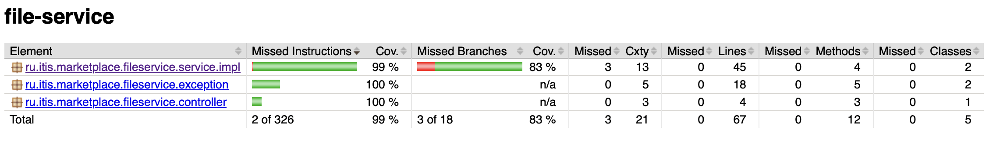 file-service
Element Missed Instructions Cov. Missed Branches Cov. Missed Cxty Missed Lines Missed Methods Missed Classes
ru.itis.marketplace.fileservice.service.impl 99 % 83 % 3 13 0 45 0 4 0 2
ru.itis.marketplace.fileservice.exception 100 % n/a 0 5 0 18 0 5 0 2
ru.itis.marketplace.fileservice.controller 100 % n/a 0 3 0 4 0 3 0 1
Total 2 of 326 99 % 3 of 18 83 % 3 21 0 67 0 12 0 5